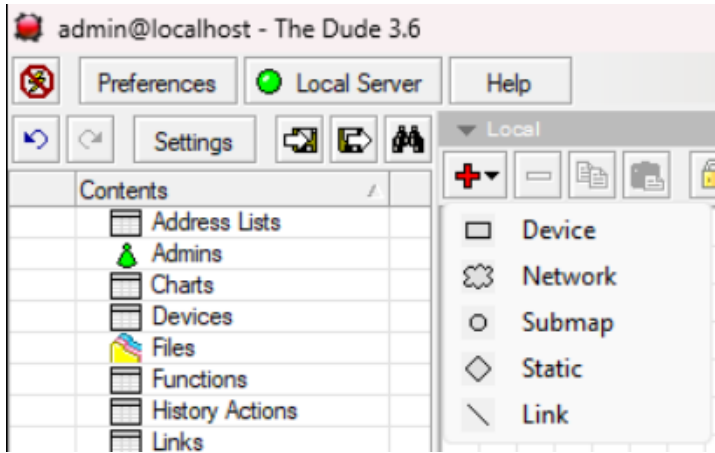 admin@localhost - The Dude 3.6
Preferences Local Server Help
Settings
Local
Contents
Address Lists
Admins
Charts
Devices
Files
Functions
History Actions
Links
Device
Network
Submap
Static
Link